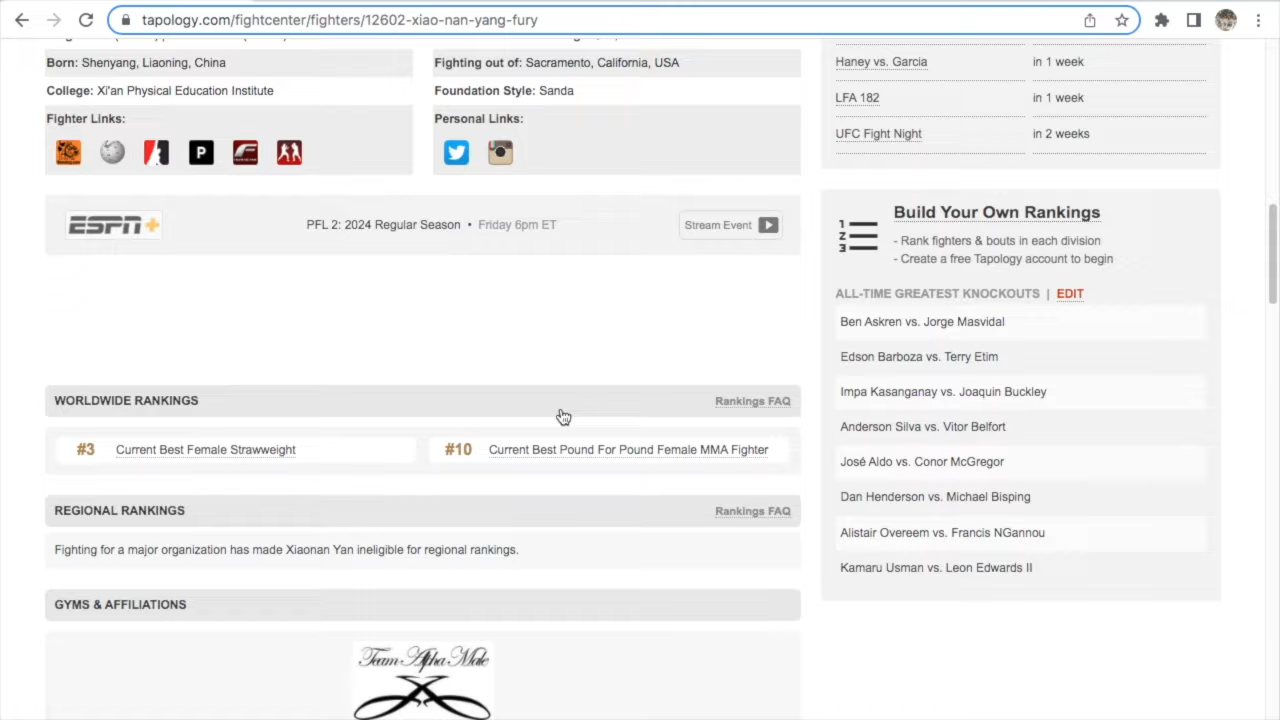 tapology.com/fightcenter/fighters/12602-xiao-nan-yang-fury
Born: Shenyang, Liaoning, China
Fighting out of: Sacramento, California, USA
College: Xi'an Physical Education Institute
Foundation Style: Sanda
Fighter Links:
Personal Links:
P
ESPN+
PFL 2: 2024 Regular Season • Friday 6pm ET
Stream Event
WORLDWIDE RANKINGS
Rankings FAQ
#3 Current Best Female Strawweight
#10 Current Best Pound For Pound Female MMA Fighter
REGIONAL RANKINGS
Rankings FAQ
Fighting for a major organization has made Xiaonan Yan ineligible for regional rankings.
GYMS & AFFILIATIONS
Team Alpha Male
Haney vs. Garcia in 1 week
LFA 182 in 1 week
UFC Fight Night in 2 weeks
1
2
3
Build Your Own Rankings
- Rank fighters & bouts in each division
- Create a free Tapology account to begin
ALL-TIME GREATEST KNOCKOUTS | EDIT
Ben Askren vs. Jorge Masvidal
Edson Barboza vs. Terry Etim
Impa Kasanganay vs. Joaquin Buckley
Anderson Silva vs. Vitor Belfort
José Aldo vs. Conor McGregor
Dan Henderson vs. Michael Bisping
Alistair Overeem vs. Francis NGannou
Kamaru Usman vs. Leon Edwards II